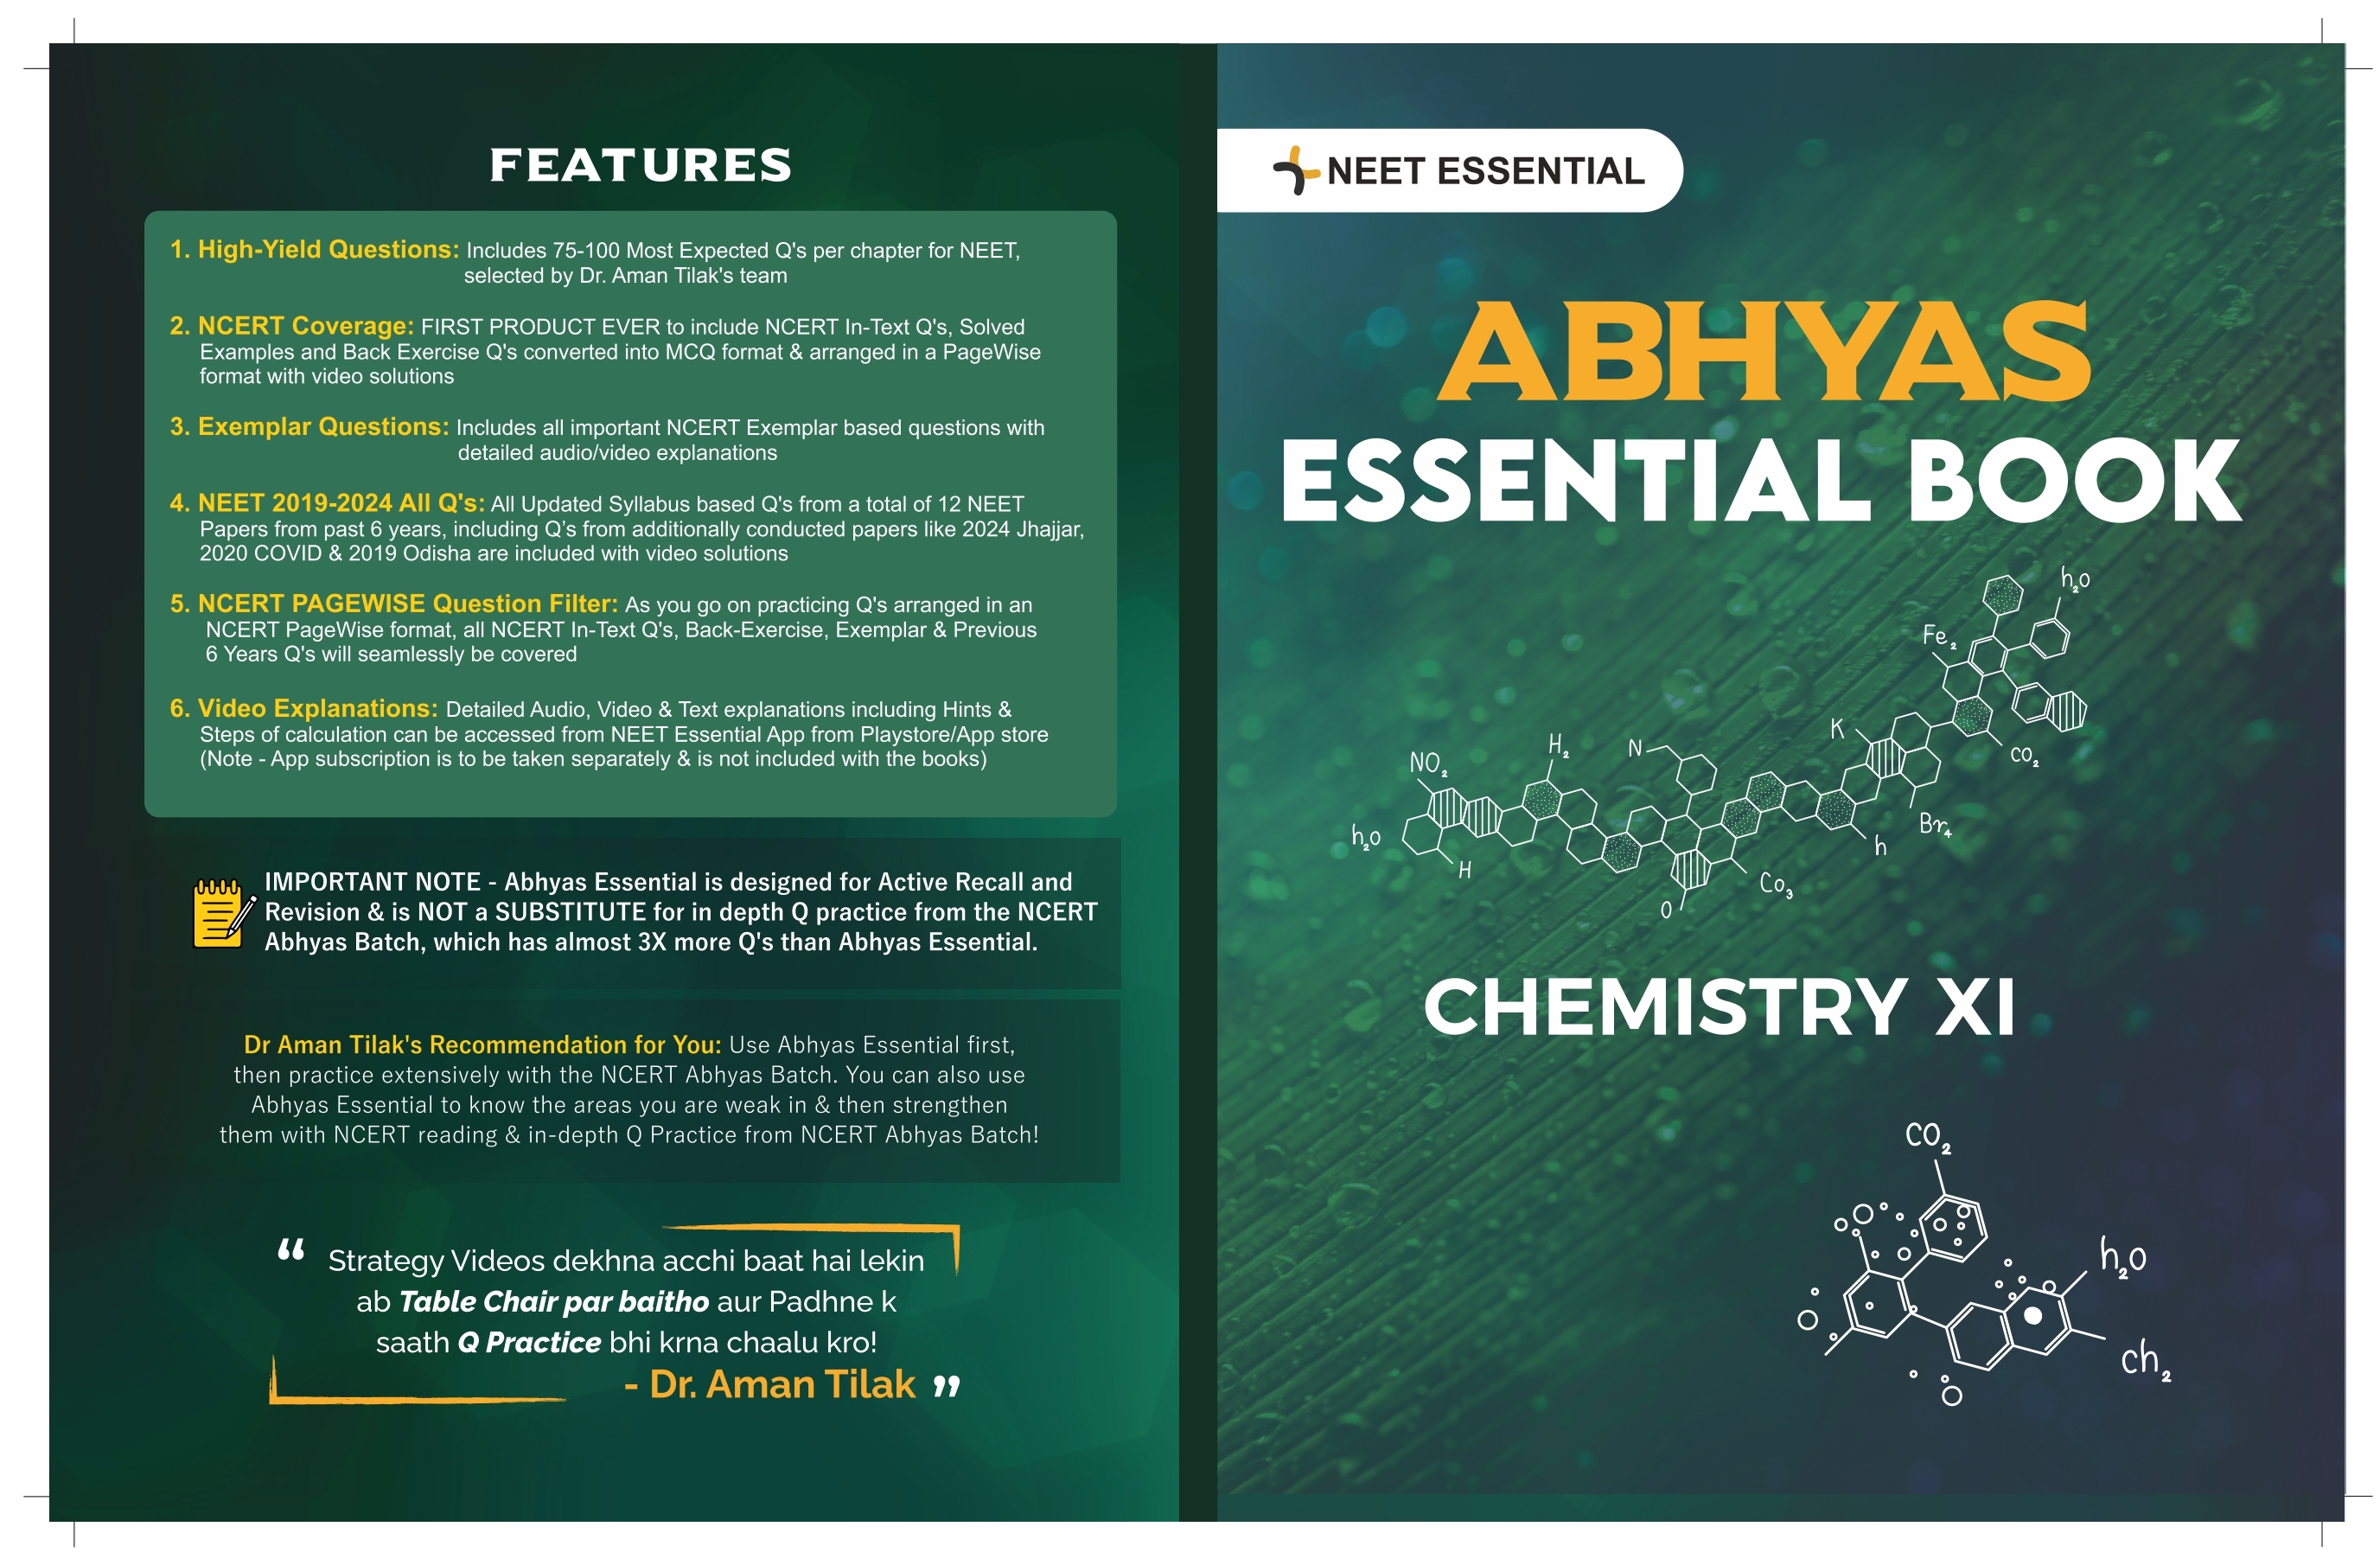 FEATURES
1. High-Yield Questions: Includes 75-100 Most Expected Q's per chapter for NEET,
selected by Dr. Aman Tilak's team
2. NCERT Coverage: FIRST PRODUCT EVER to include NCERT In-Text Q's, Solved
Examples and Back Exercise Q's converted into MCQ format & arranged in a PageWise
format with video solutions
3. Exemplar Questions: Includes all important NCERT Exemplar based questions with
detailed audio/video explanations
4. NEET 2019-2024 All Q's: All Updated Syllabus based Q's from a total of 12 NEET
Papers from past 6 years, including Q’s from additionally conducted papers like 2024 Jhajjar,
2020 COVID & 2019 Odisha are included with video solutions
5. NCERT PAGEWISE Question Filter: As you go on practicing Q's arranged in an
NCERT PageWise format, all NCERT In-Text Q's, Back-Exercise, Exemplar & Previous
6 Years Q's will seamlessly be covered
6. Video Explanations: Detailed Audio, Video & Text explanations including Hints &
Steps of calculation can be accessed from NEET Essential App from Playstore/App store
(Note - App subscription is to be taken separately & is not included with the books)
IMPORTANT NOTE - Abhyas Essential is designed for Active Recall and
Revision & is NOT a SUBSTITUTE for in depth Q practice from the NCERT
Abhyas Batch, which has almost 3X more Q's than Abhyas Essential.
Dr Aman Tilak's Recommendation for You: Use Abhyas Essential first,
then practice extensively with the NCERT Abhyas Batch. You can also use
Abhyas Essential to know the areas you are weak in & then strengthen
them with NCERT reading & in-depth Q Practice from NCERT Abhyas Batch!
“ Strategy Videos dekhna acchi baat hai lekin
ab Table Chair par baitho aur Padhne k
saath Q Practice bhi krna chaalu kro!
- Dr. Aman Tilak ”
NEET ESSENTIAL
ABHYAS
ESSENTIAL BOOK
h₂o
Fe₂
K
CO₂
H₂
N
NO₂
Br₄
h₂o
h
H
Co₃
O
CHEMISTRY XI
CO₂
h₂o
ch₂